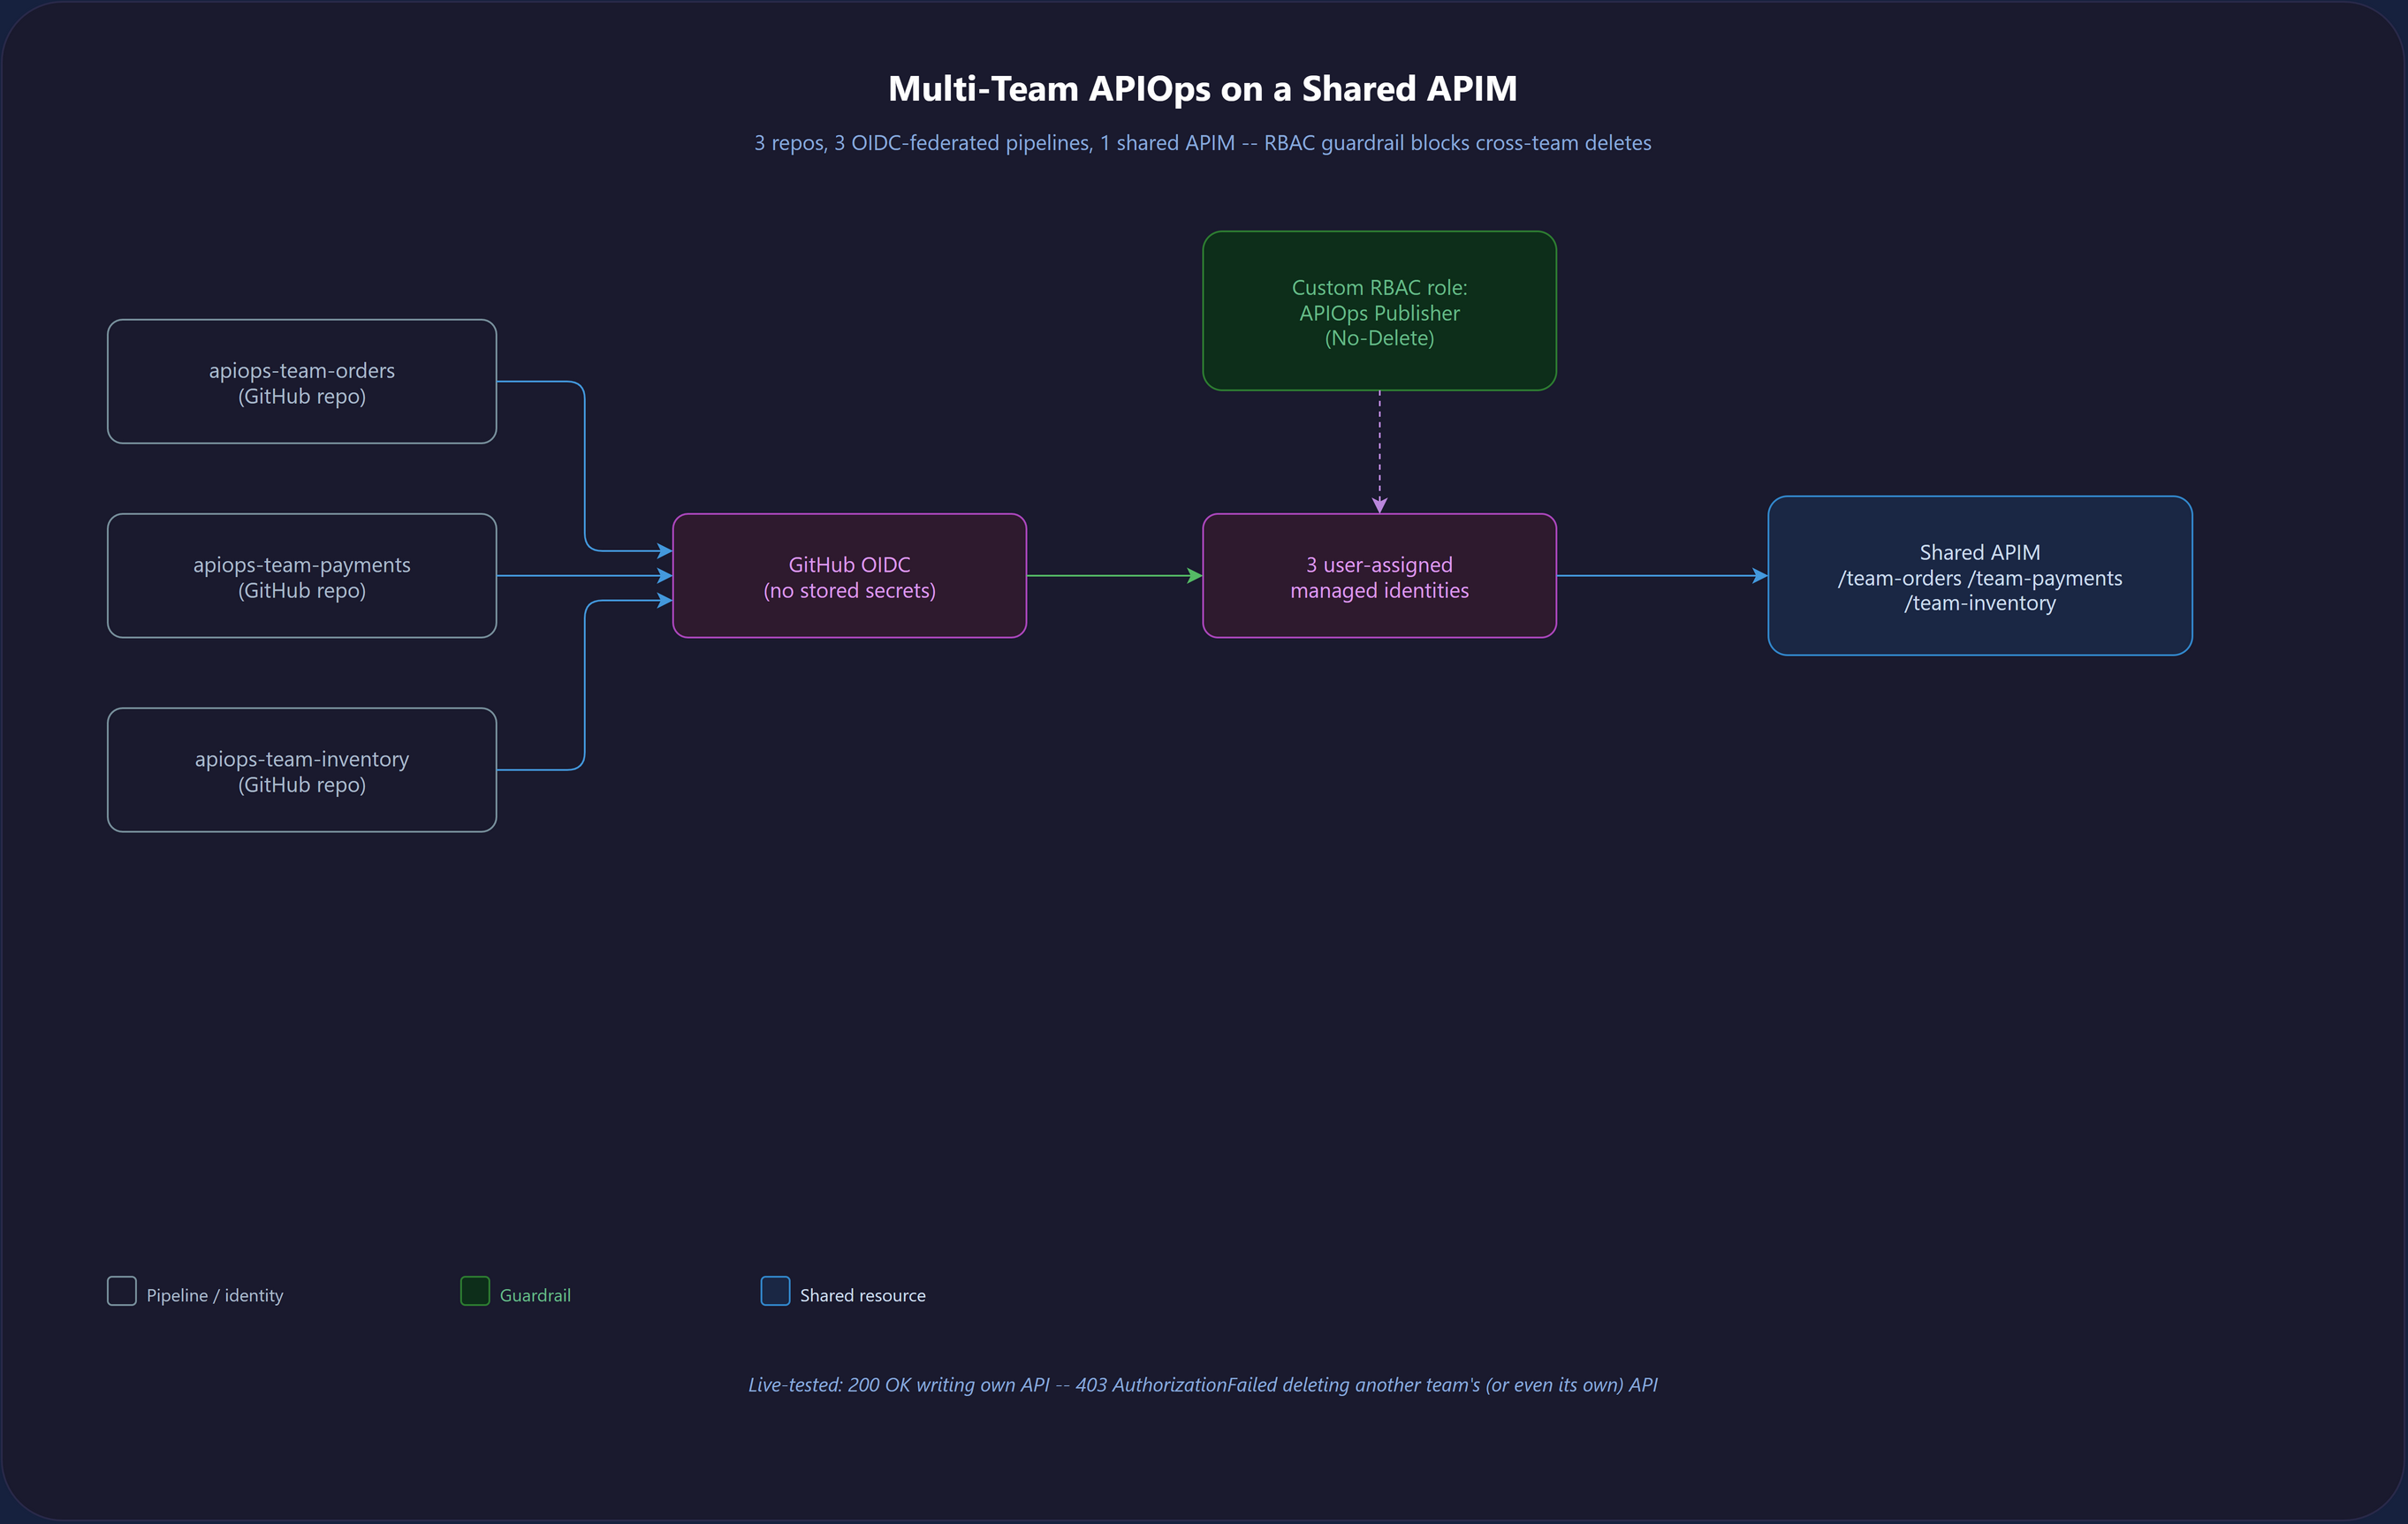 Multi-Team APIOps on a Shared APIM
3 repos, 3 OIDC-federated pipelines, 1 shared APIM -- RBAC guardrail blocks cross-team deletes
Custom RBAC role:
APIOps Publisher
(No-Delete)
apiops-team-orders
(GitHub repo)
apiops-team-payments
(GitHub repo)
apiops-team-inventory
(GitHub repo)
GitHub OIDC
(no stored secrets)
3 user-assigned
managed identities
Shared APIM
/team-orders /team-payments
/team-inventory
Pipeline / identity
Guardrail
Shared resource
Live-tested: 200 OK writing own API -- 403 AuthorizationFailed deleting another team's (or even its own) API